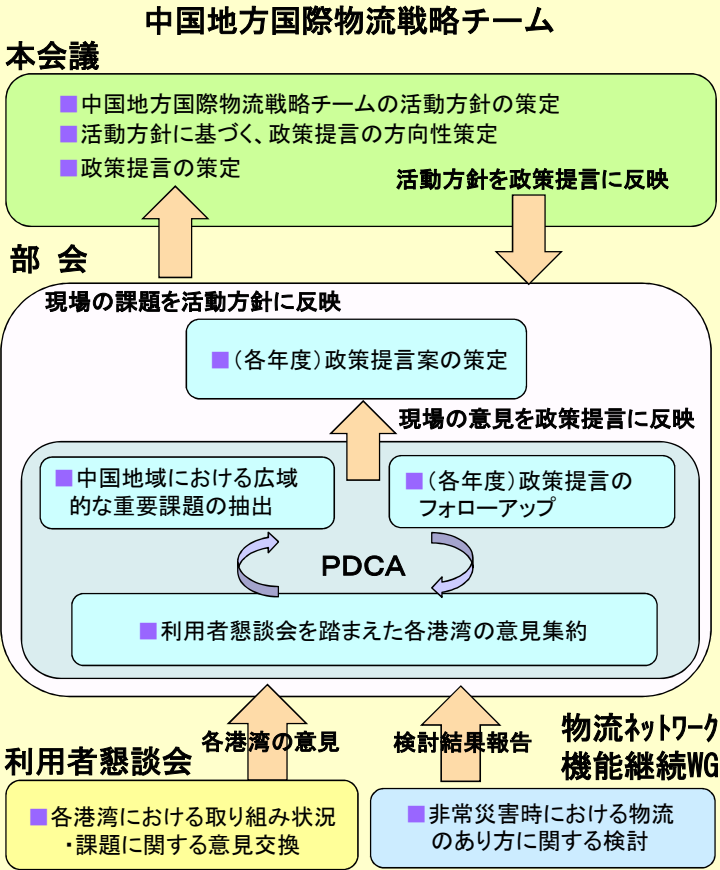 中国地方国際物流戦略チーム
本会議
■中国地方国際物流戦略チームの活動方針の策定
■活動方針に基づく、政策提言の方向性策定
■政策提言の策定
活動方針を政策提言に反映
部 会
現場の課題を活動方針に反映
■(各年度)政策提言案の策定
現場の意見を政策提言に反映
■中国地域における広域
的な重要課題の抽出
■(各年度)政策提言の
フォローアップ
PDCA
■利用者懇談会を踏まえた各港湾の意見集約
各港湾の意見
検討結果報告
利用者懇談会
■各港湾における取り組み状況
・課題に関する意見交換
物流ネットワーク
機能継続WG
■非常災害時における物流
のあり方に関する検討